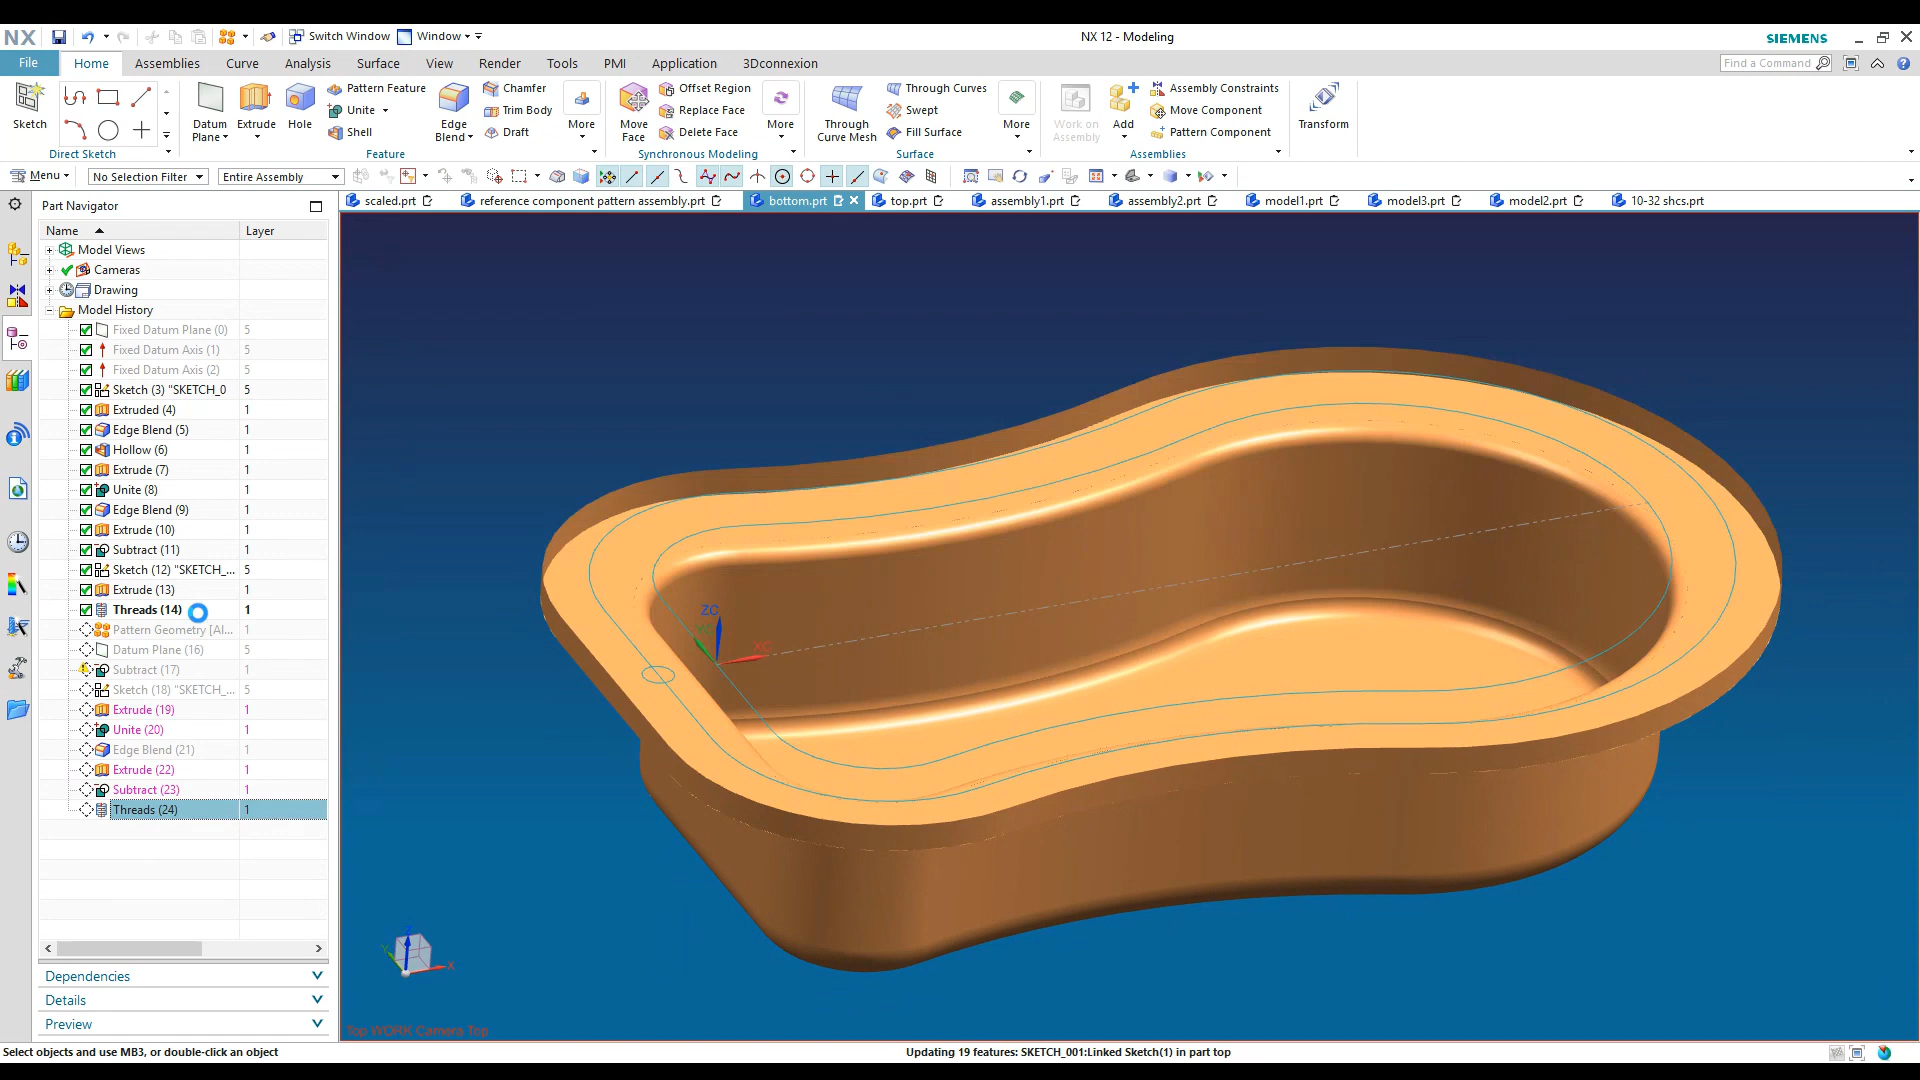 NX
Switch Window
Window
NX 12 - Modeling
SIEMENS
File
Home
Assemblies
Curve
Analysis
Surface
View
Render
Tools
PMI
Application
3Dconnexion
Find a Command
Sketch
Direct Sketch
Datum Plane
Extrude
Hole
Pattern Feature
Unite
Shell
Edge Blend
Chamfer
Trim Body
Draft
More
Feature
Move Face
Offset Region
Replace Face
Delete Face
More
Synchronous Modeling
Through Curve Mesh
Through Curves
Swept
Fill Surface
More
Surface
Work on Assembly
Add
Assembly Constraints
Move Component
Pattern Component
Assemblies
Transform
Menu
No Selection Filter
Entire Assembly
scaled.prt
reference component pattern assembly.prt
bottom.prt
top.prt
assembly1.prt
assembly2.prt
model1.prt
model3.prt
model2.prt
10-32 shcs.prt
Part Navigator
Name Layer
Model Views
Cameras
Drawing
Model History
Fixed Datum Plane (0) 5
Fixed Datum Axis (1) 5
Fixed Datum Axis (2) 5
Sketch (3) "SKETCH_0 5
Extruded (4) 1
Edge Blend (5) 1
Hollow (6) 1
Extrude (7) 1
Unite (8) 1
Edge Blend (9) 1
Extrude (10) 1
Subtract (11) 1
Sketch (12) "SKETCH_... 5
Extrude (13) 1
Threads (14) 1
Pattern Geometry [Al... 1
Datum Plane (16) 5
Subtract (17) 1
Sketch (18) "SKETCH_... 5
Extrude (19) 1
Unite (20) 1
Edge Blend (21) 1
Extrude (22) 1
Subtract (23) 1
Threads (24) 1
Dependencies
Details
Preview
ZC
YC
XC
Z
Y
X
Top WORK Camera Top
Select objects and use MB3, or double-click an object
Updating 19 features: SKETCH_001:Linked Sketch(1) in part top